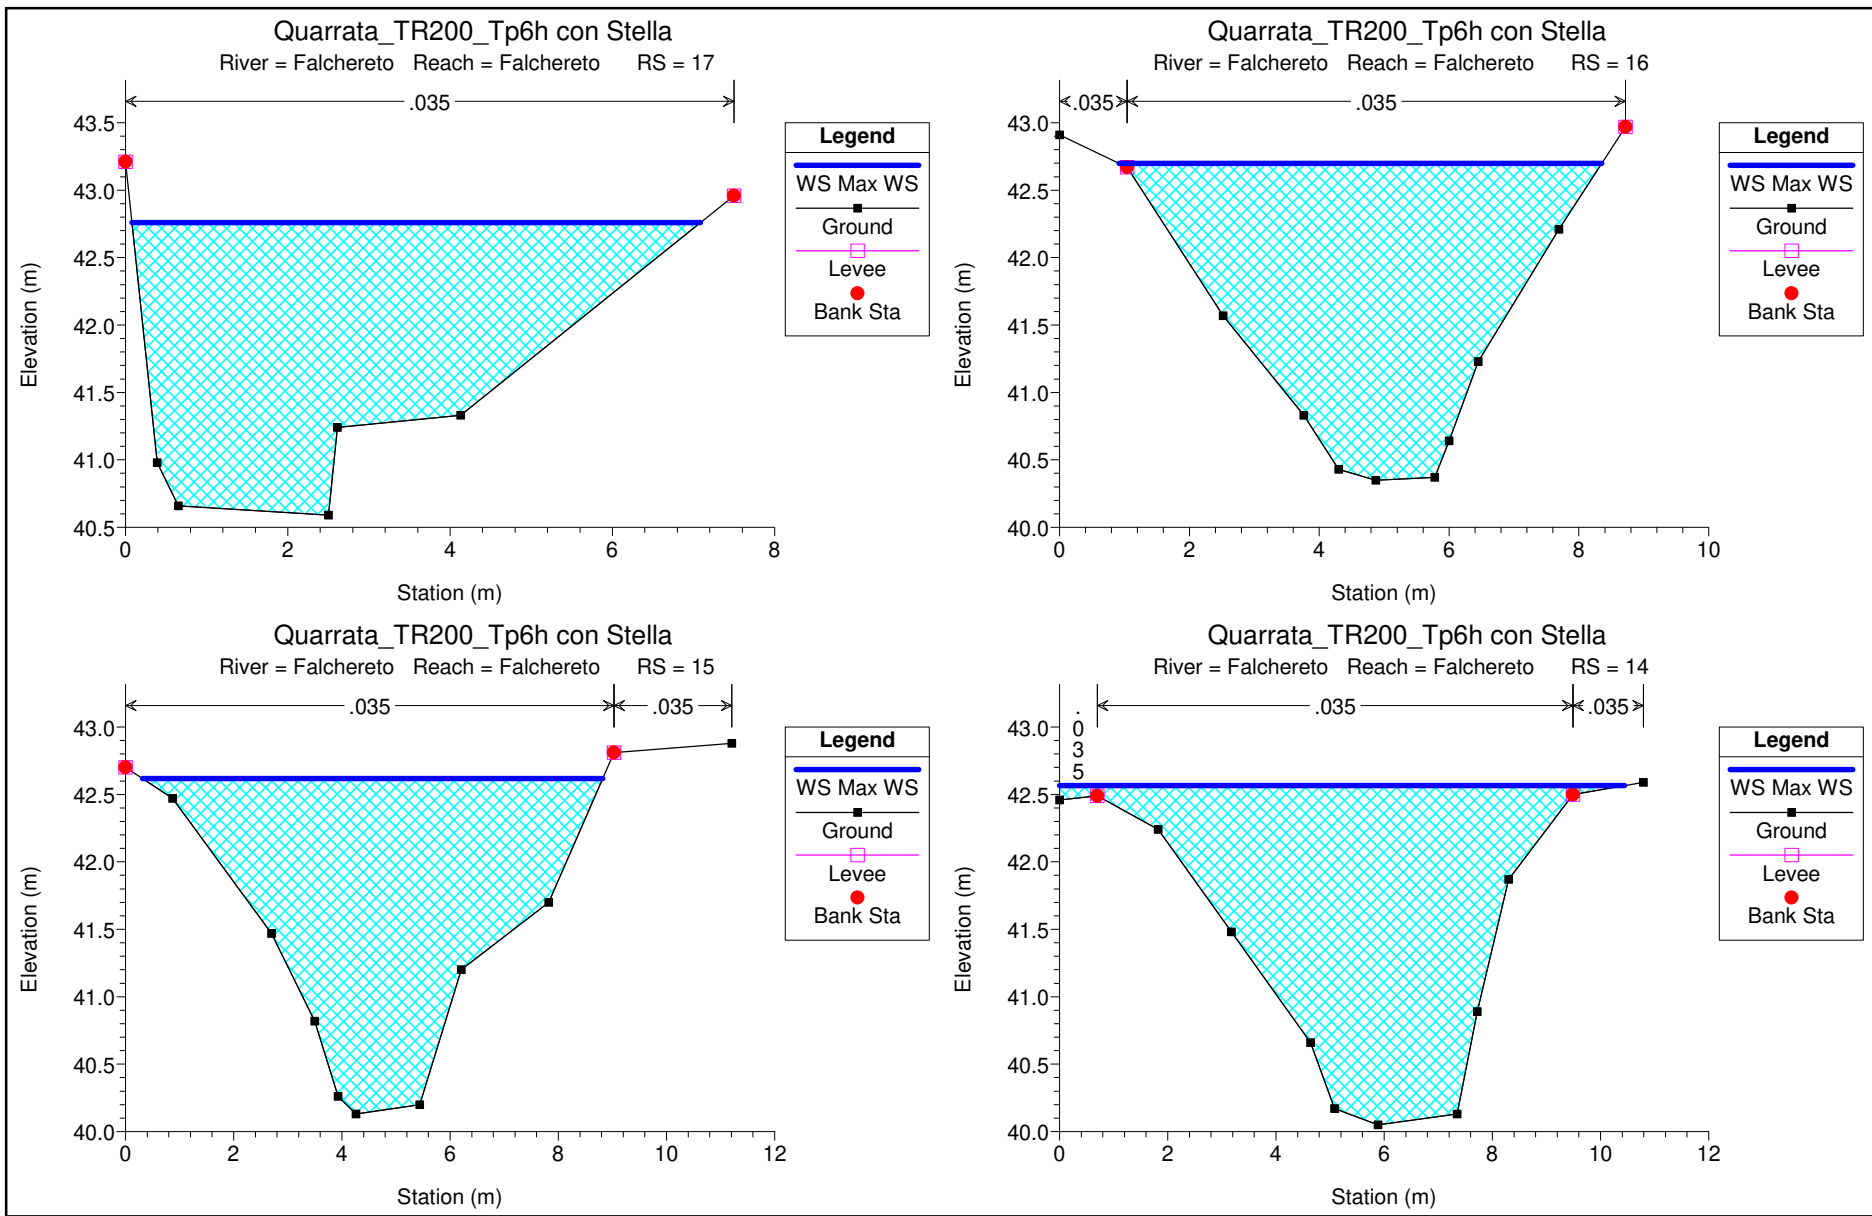 Quarrata_TR200_Tp6h con Stella
River = Falchereto Reach = Falchereto RS = 17
.035
43.5
43.0
42.5
42.0
41.5
41.0
40.5
Elevation (m)
0 2 4 6 8
Station (m)
Legend
WS Max WS
Ground
Levee
Bank Sta
Quarrata_TR200_Tp6h con Stella
River = Falchereto Reach = Falchereto RS = 16
.035 .035
43.0
42.5
42.0
41.5
41.0
40.5
40.0
Elevation (m)
0 2 4 6 8 10
Station (m)
Legend
WS Max WS
Ground
Levee
Bank Sta
Quarrata_TR200_Tp6h con Stella
River = Falchereto Reach = Falchereto RS = 15
.035 .035
43.0
42.5
42.0
41.5
41.0
40.5
40.0
Elevation (m)
0 2 4 6 8 10 12
Station (m)
Legend
WS Max WS
Ground
Levee
Bank Sta
Quarrata_TR200_Tp6h con Stella
River = Falchereto Reach = Falchereto RS = 14
.035 .035 .035
43.0
42.5
42.0
41.5
41.0
40.5
40.0
Elevation (m)
0 2 4 6 8 10 12
Station (m)
Legend
WS Max WS
Ground
Levee
Bank Sta